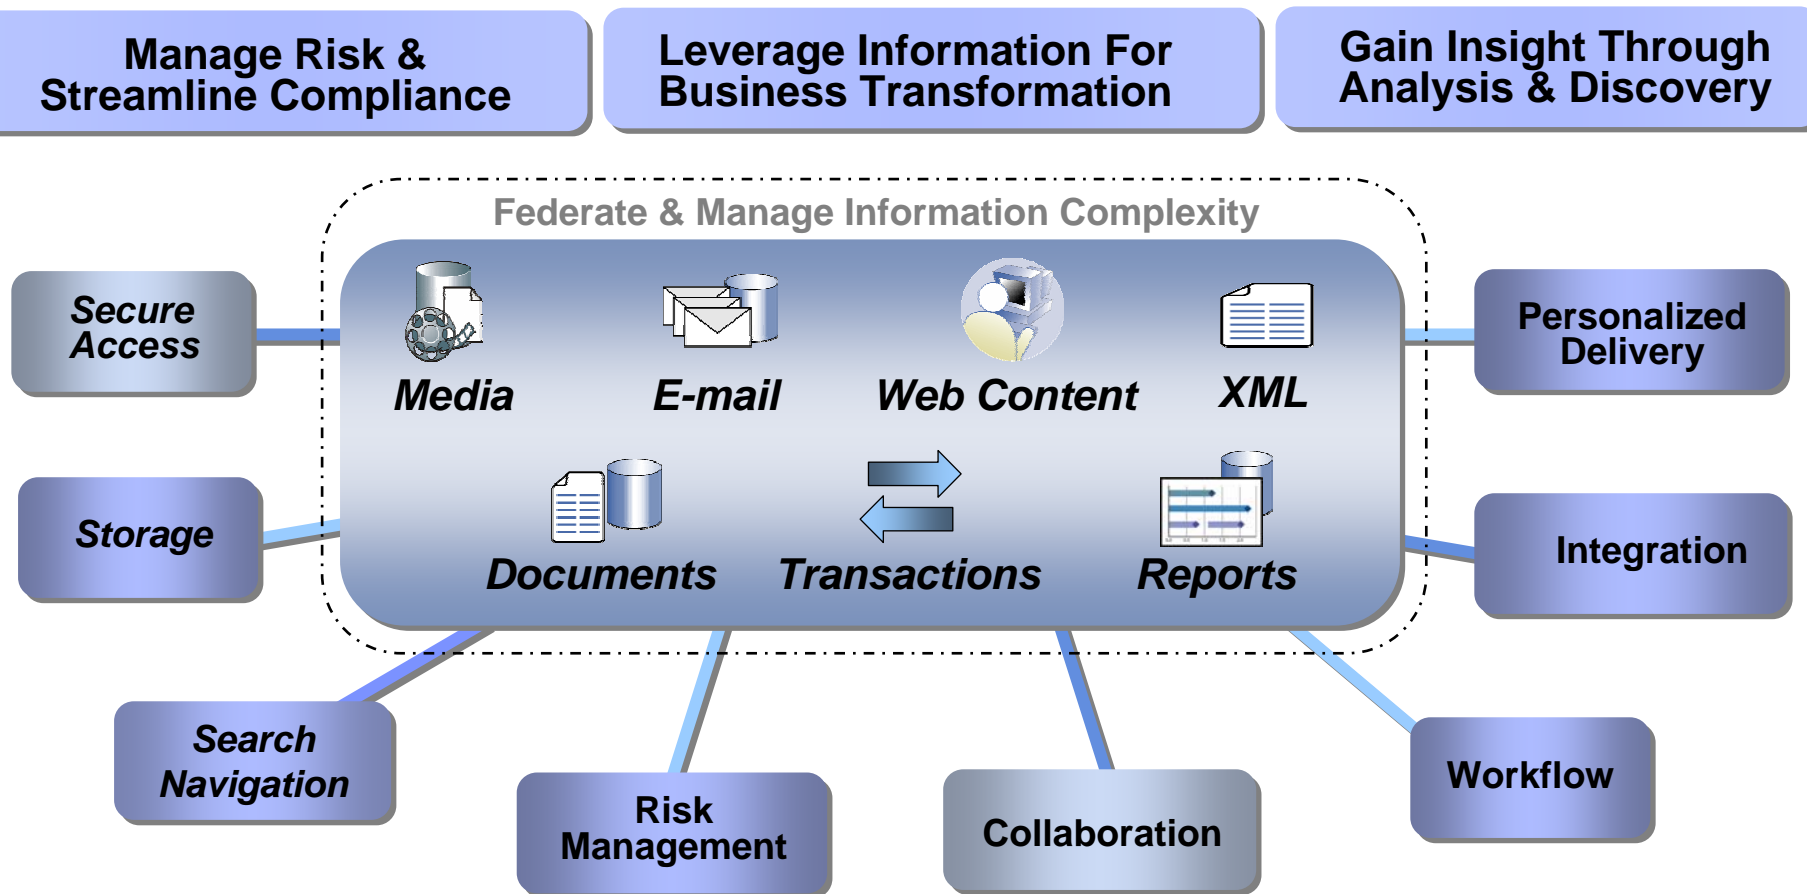 Manage Risk &
Streamline Compliance
Leverage Information For
Business Transformation
Gain Insight Through
Analysis & Discovery
Federate & Manage Information Complexity
Secure
Access
Media
E-mail
Web Content
XML
Personalized
Delivery
Storage
Documents
Transactions
Reports
Integration
Search
Navigation
Risk
Management
Collaboration
Workflow